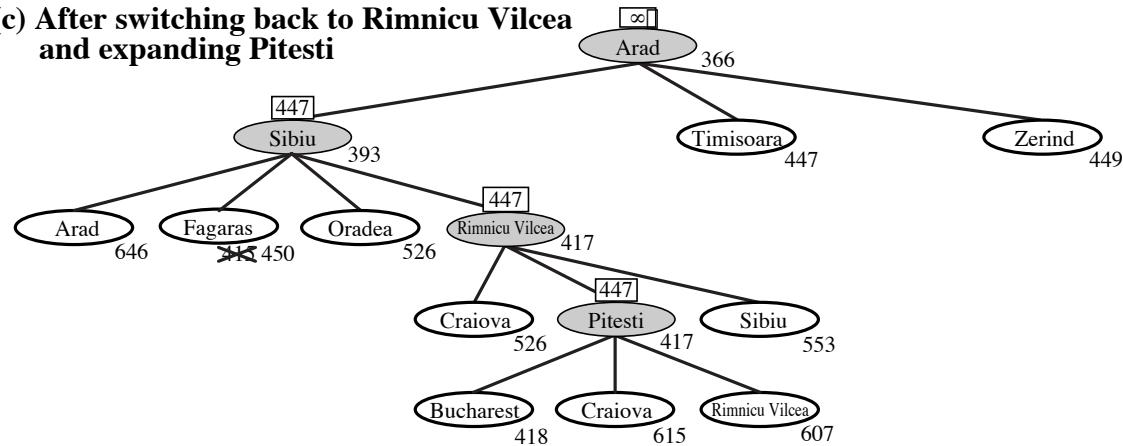 (c) After switching back to Rimnicu Vilcea
and expanding Pitesti
∞
Arad
366
447
Sibiu
393
Timisoara
447
Zerind
449
Arad
646
Fagaras
415 450
Oradea
526
447
Rimnicu Vilcea
417
Craiova
526
447
Pitesti
417
Sibiu
553
Bucharest
418
Craiova
615
Rimnicu Vilcea
607